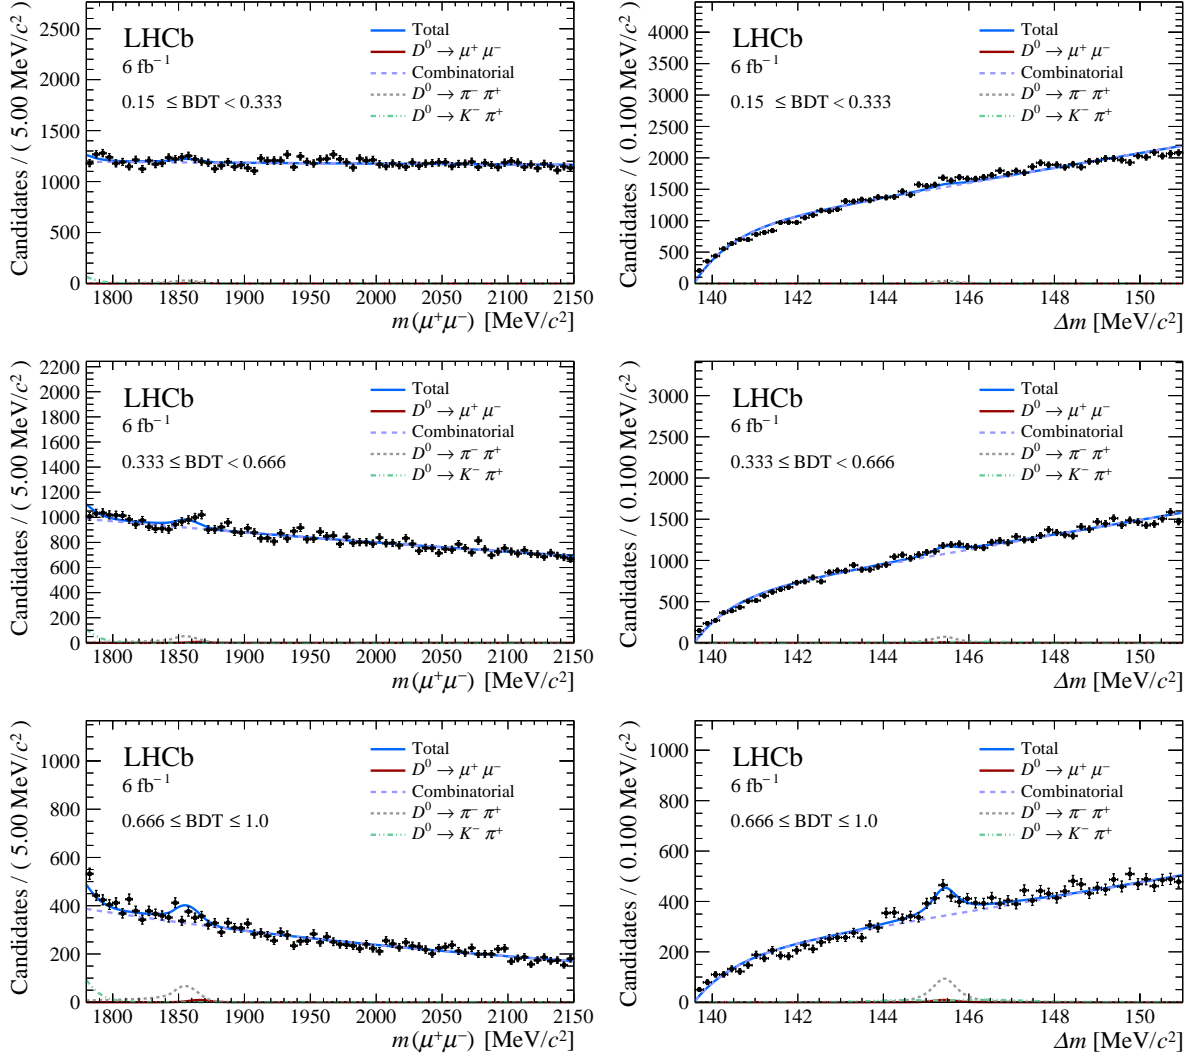 Candidates / ( 5.00 MeV/c²)
2500
2000
1500
1000
500
0
LHCb
6 fb⁻¹
0.15 ≤ BDT < 0.333
Total
D⁰ → μ⁺ μ⁻
Combinatorial
D⁰ → π⁻ π⁺
D⁰ → K⁻ π⁺
1800 1850 1900 1950 2000 2050 2100 2150
m(μ⁺μ⁻) [MeV/c²]
Candidates / ( 0.100 MeV/c²)
4000
3500
3000
2500
2000
1500
1000
500
0
LHCb
6 fb⁻¹
0.15 ≤ BDT < 0.333
Total
D⁰ → μ⁺ μ⁻
Combinatorial
D⁰ → π⁻ π⁺
D⁰ → K⁻ π⁺
140 142 144 146 148 150
Δm [MeV/c²]
Candidates / ( 5.00 MeV/c²)
2200
2000
1800
1600
1400
1200
1000
800
600
400
200
0
LHCb
6 fb⁻¹
0.333 ≤ BDT < 0.666
Total
D⁰ → μ⁺ μ⁻
Combinatorial
D⁰ → π⁻ π⁺
D⁰ → K⁻ π⁺
1800 1850 1900 1950 2000 2050 2100 2150
m(μ⁺μ⁻) [MeV/c²]
Candidates / ( 0.100 MeV/c²)
3000
2500
2000
1500
1000
500
0
LHCb
6 fb⁻¹
0.333 ≤ BDT < 0.666
Total
D⁰ → μ⁺ μ⁻
Combinatorial
D⁰ → π⁻ π⁺
D⁰ → K⁻ π⁺
140 142 144 146 148 150
Δm [MeV/c²]
Candidates / ( 5.00 MeV/c²)
1000
800
600
400
200
0
LHCb
6 fb⁻¹
0.666 ≤ BDT ≤ 1.0
Total
D⁰ → μ⁺ μ⁻
Combinatorial
D⁰ → π⁻ π⁺
D⁰ → K⁻ π⁺
1800 1850 1900 1950 2000 2050 2100 2150
m(μ⁺μ⁻) [MeV/c²]
Candidates / ( 0.100 MeV/c²)
1000
800
600
400
200
0
LHCb
6 fb⁻¹
0.666 ≤ BDT ≤ 1.0
Total
D⁰ → μ⁺ μ⁻
Combinatorial
D⁰ → π⁻ π⁺
D⁰ → K⁻ π⁺
140 142 144 146 148 150
Δm [MeV/c²]